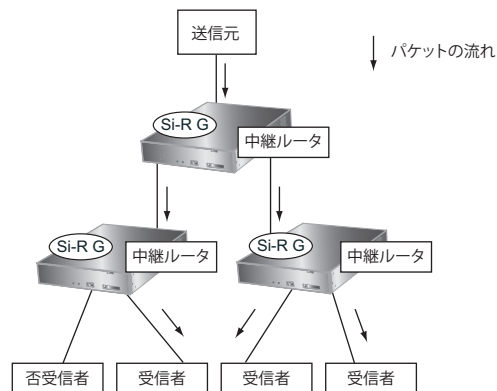 送信元
パケットの流れ
Si-R G
中継ルータ
Si-R G
中継ルータ
Si-R G
中継ルータ
否受信者
受信者
受信者
受信者